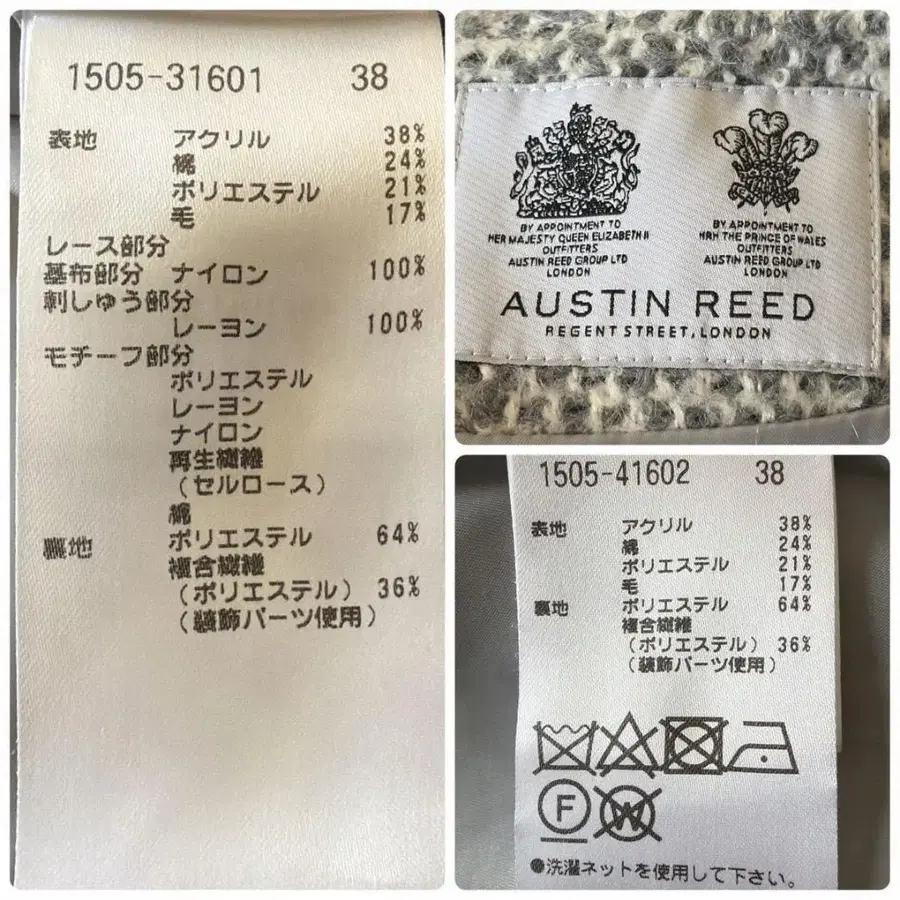 1505-31601 38
表地 アクリル 38%
綿 24%
ポリエステル 21%
毛 17%
レース部分
基布部分 ナイロン 100%
刺しゅう部分
レーヨン 100%
モチーフ部分
ポリエステル
レーヨン
ナイロン
再生繊維
(セルロース)
綿
裏地 ポリエステル 64%
複合繊維
(ポリエステル) 36%
(装飾パーツ使用)
BY APPOINTMENT TO
HER MAJESTY QUEEN ELIZABETH II
OUTFITTERS
AUSTIN REED GROUP LTD
LONDON
BY APPOINTMENT TO
HRH THE PRINCE OF WALES
OUTFITTERS
AUSTIN REED GROUP LTD
LONDON
AUSTIN REED
REGENT STREET, LONDON
1505-41602 38
表地 アクリル 38%
綿 24%
ポリエステル 21%
毛 17%
裏地 ポリエステル 64%
複合繊維
(ポリエステル) 36%
(装飾パーツ使用)
F W
●洗濯ネットを使用して下さい。